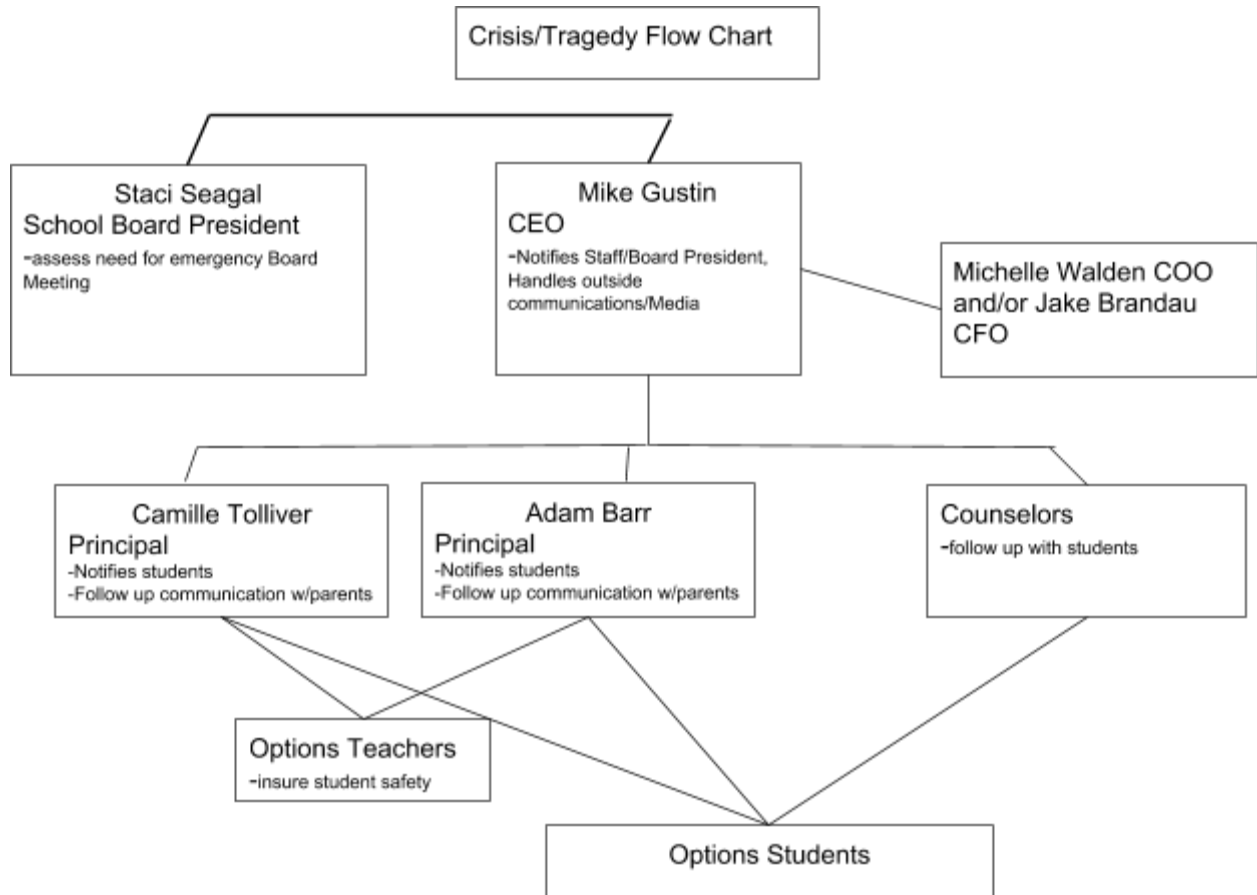 Crisis/Tragedy Flow Chart
Staci Seagal
School Board President
-assess need for emergency Board
Meeting
Mike Gustin
CEO
-Notifies Staff/Board President,
Handles outside
communications/Media
Michelle Walden COO
and/or Jake Brandau
CFO
Camille Tolliver
Principal
-Notifies students
-Follow up communication w/parents
Adam Barr
Principal
-Notifies students
-Follow up communication w/parents
Counselors
-follow up with students
Options Teachers
-insure student safety
Options Students